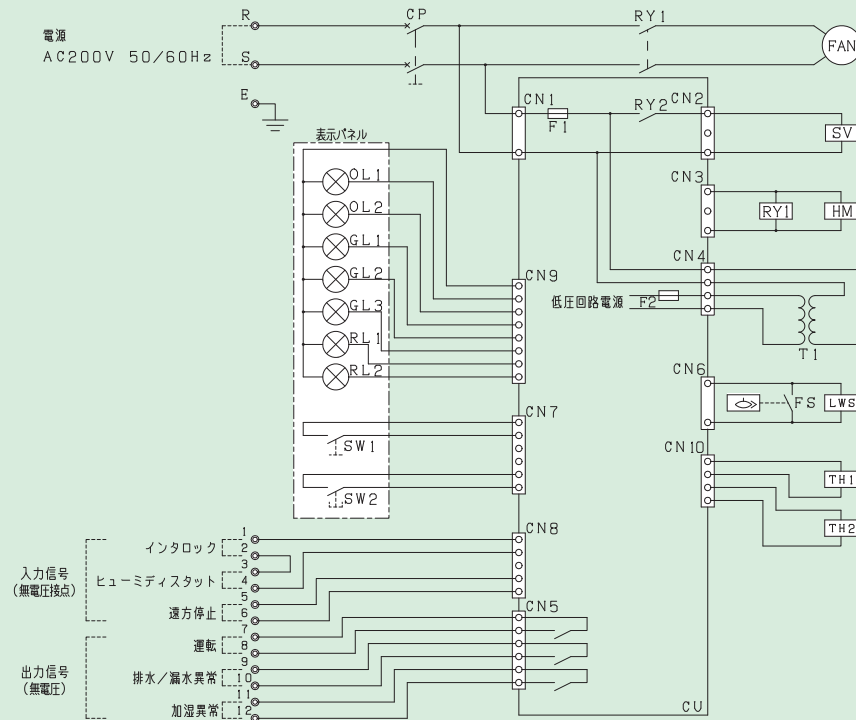 電源
AC200V 50/60Hz
R
S
E
CP
RY1
FAN
CN1
F1
RY2
CN2
SV
CN3
RY1
HM
CN4
低圧回路電源
F2
T1
表示パネル
OL1
OL2
GL1
GL2
GL3
RL1
RL2
CN9
CN6
FS
LWS
CN7
SW1
SW2
CN10
TH1
TH2
CN8
CN5
CU
入力信号
(無電圧接点)
インタロック
ヒューミディスタット
遠方停止
1
2
3
4
5
6
出力信号
(無電圧)
運転
排水／漏水異常
加湿異常
7
8
9
10
11
12